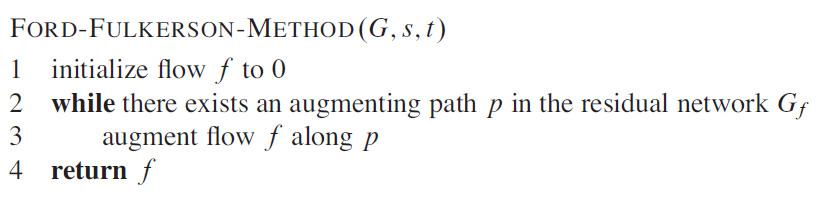 FORD-FULKERSON-METHOD(G, s, t)
1 initialize flow f to 0
2 while there exists an augmenting path p in the residual network G_f
3 augment flow f along p
4 return f